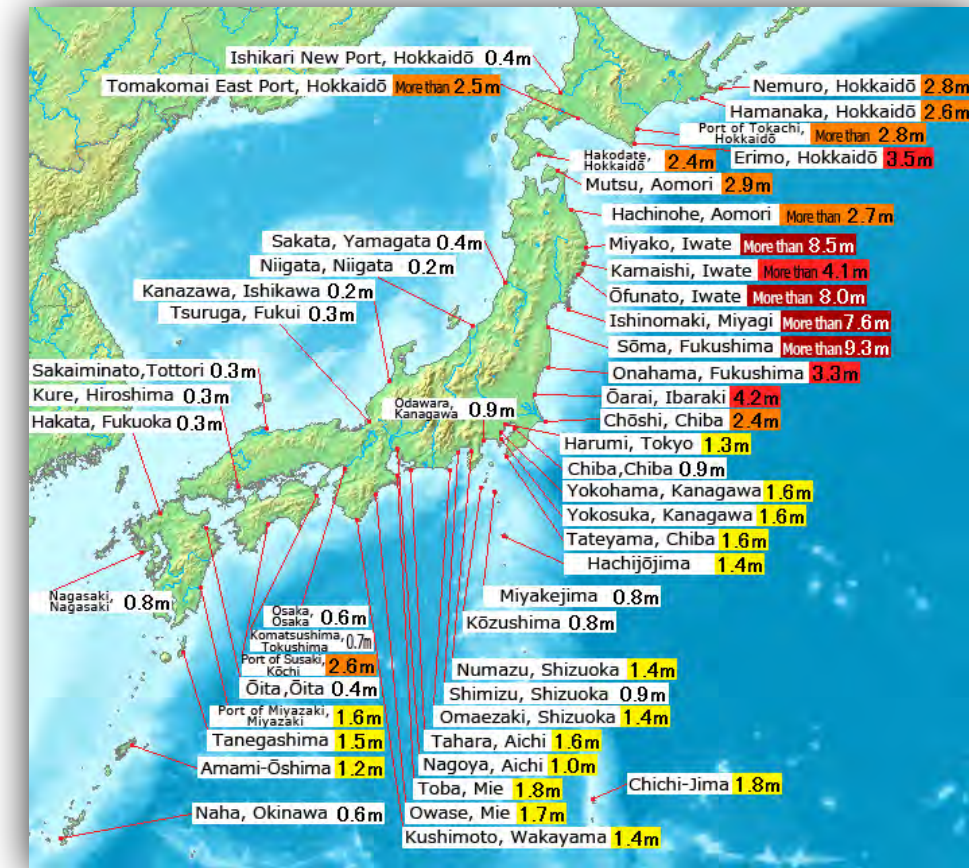 Ishikari New Port, Hokkaidō 0.4m
Tomakomai East Port, Hokkaidō More than 2.5m
Nemuro, Hokkaidō 2.8m
Hamanaka, Hokkaidō 2.6m
Port of Tokachi,
Hokkaidō More than 2.8m
Hakodate,
Hokkaidō 2.4m
Erimo, Hokkaidō 3.5m
Mutsu, Aomori 2.9m
Hachinohe, Aomori More than 2.7m
Sakata, Yamagata 0.4m
Miyako, Iwate More than 8.5m
Niigata, Niigata 0.2m
Kamaishi, Iwate More than 4.1m
Kanazawa, Ishikawa 0.2m
Ōfunato, Iwate More than 8.0m
Tsuruga, Fukui 0.3m
Ishinomaki, Miyagi More than 7.6m
Sōma, Fukushima More than 9.3m
Sakaiminato,Tottori 0.3m
Onahama, Fukushima 3.3m
Kure, Hiroshima 0.3m
Ōarai, Ibaraki 4.2m
Odawara,
Kanagawa 0.9m
Hakata, Fukuoka 0.3m
Chōshi, Chiba 2.4m
Harumi, Tokyo 1.3m
Chiba,Chiba 0.9m
Yokohama, Kanagawa 1.6m
Yokosuka, Kanagawa 1.6m
Tateyama, Chiba 1.6m
Hachijōjima 1.4m
Nagasaki,
Nagasaki 0.8m
Miyakejima 0.8m
Osaka,
Osaka 0.6m
Kōzushima 0.8m
Komatsushima,
Tokushima 0.7m
Port of Susaki,
Kōchi 2.6m
Numazu, Shizuoka 1.4m
Ōita,Ōita 0.4m
Shimizu, Shizuoka 0.9m
Port of Miyazaki,
Miyazaki 1.6m
Omaezaki, Shizuoka 1.4m
Tanegashima 1.5m
Tahara, Aichi 1.6m
Amami-Ōshima 1.2m
Nagoya, Aichi 1.0m
Toba, Mie 1.8m
Chichi-Jima 1.8m
Naha, Okinawa 0.6m
Owase, Mie 1.7m
Kushimoto, Wakayama 1.4m